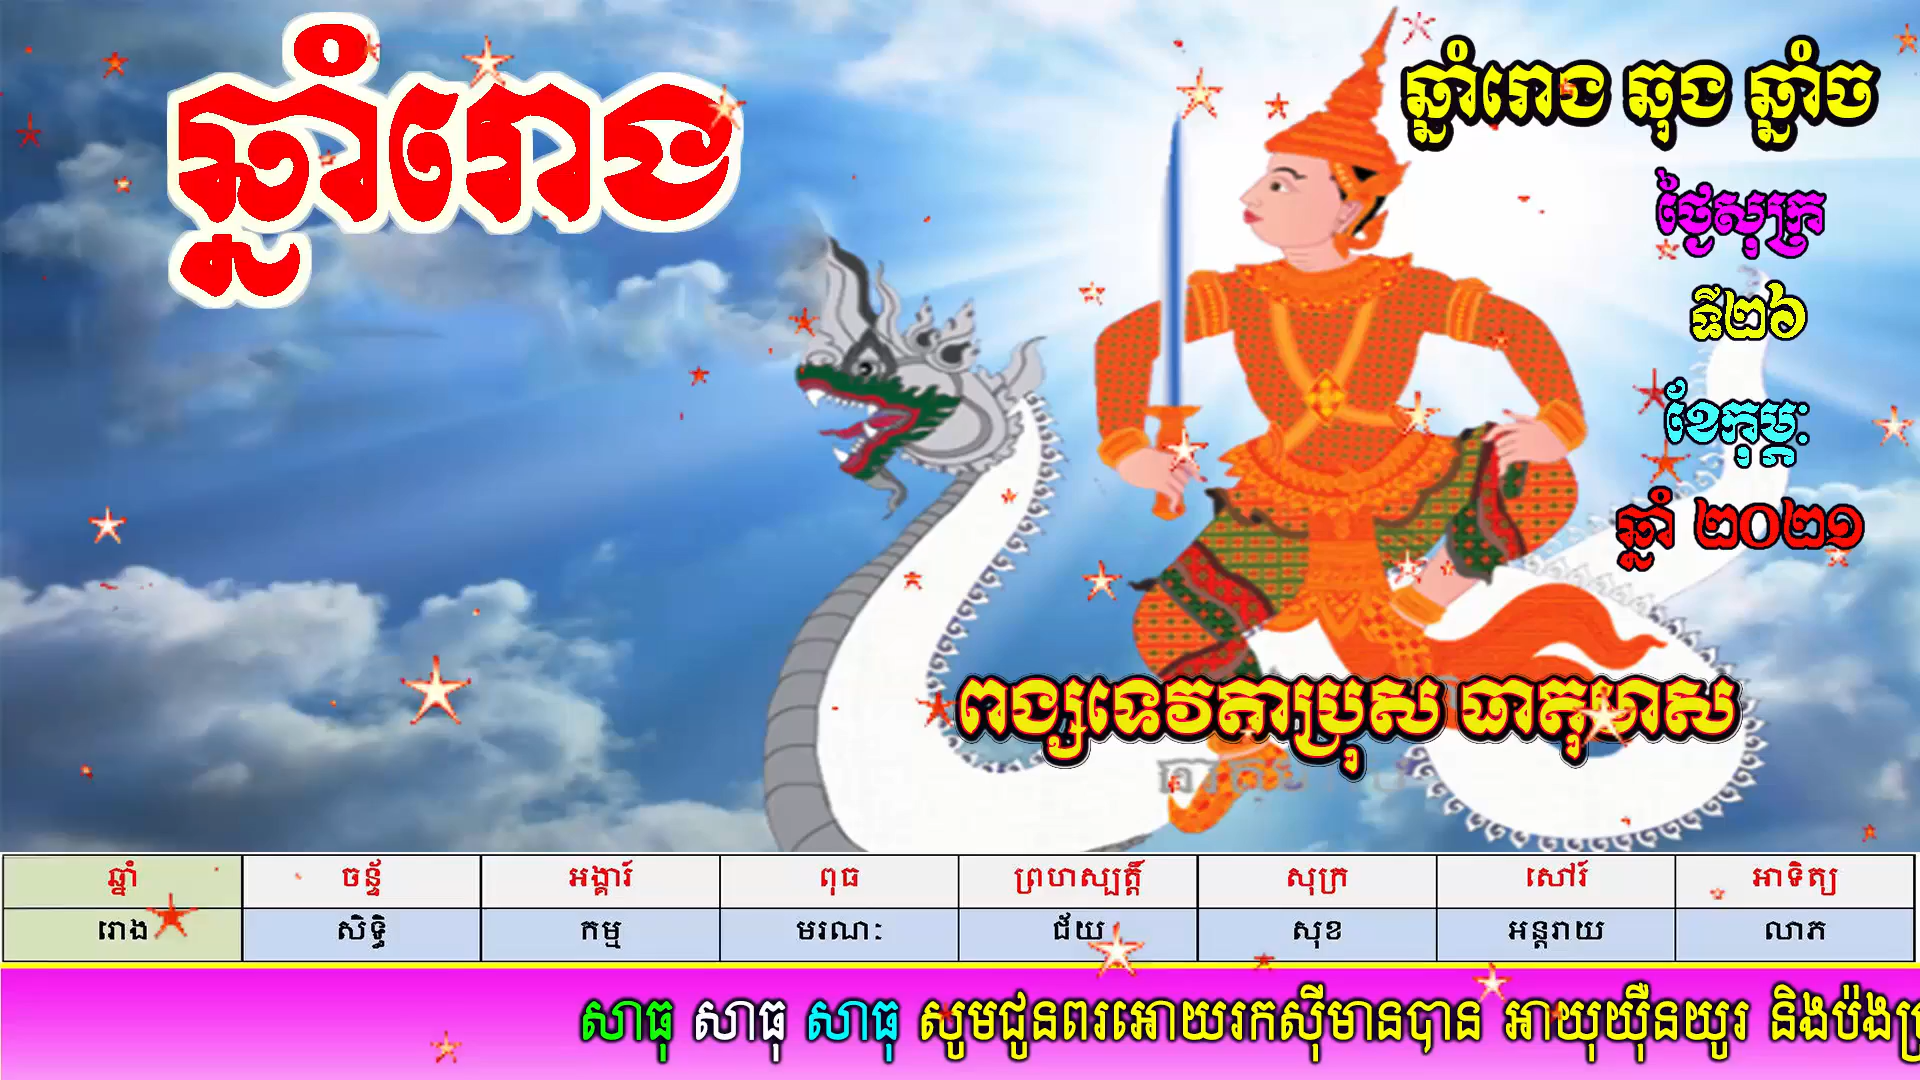 ឆ្នាំរោង
ឆ្នាំរោង ឆុង ឆ្នាំច
ថ្ងៃសុក្រ
ទី២៦
ខែកុម្ភៈ
ឆ្នាំ ២០២១
ពង្សទេវតាប្រុស ធាតុមាស
ឆ្នាំ ចន្ទ័ អង្គារ៍ ពុធ ព្រហស្បត្តិ៍ សុក្រ សៅរ៍ អាទិត្យ
រោង សិទ្ធិ កម្ម មរណៈ ជ័យ សុខ អន្តរាយ លាភ
សាធុ សាធុ សាធុ សូមជូនពរអោយរកស៊ីមានបាន អាយុយ៉ឺនយូរ និងប៉ងប្រ